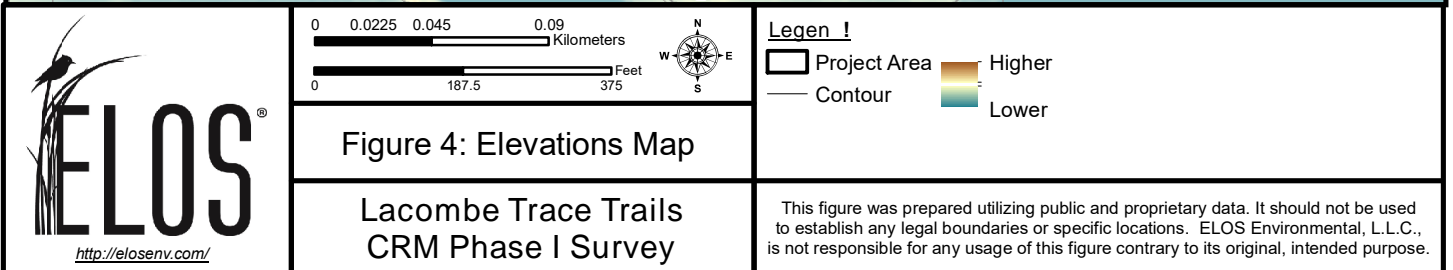 ELOS®
http://elosenv.com/
0 0.0225 0.045 0.09
Kilometers
Feet
0 187.5 375
N
W E
S
Figure 4: Elevations Map
Lacombe Trace Trails
CRM Phase I Survey
Legen !
Project Area
Contour
Higher
Lower
This figure was prepared utilizing public and proprietary data. It should not be used
to establish any legal boundaries or specific locations. ELOS Environmental, L.L.C.,
is not responsible for any usage of this figure contrary to its original, intended purpose.